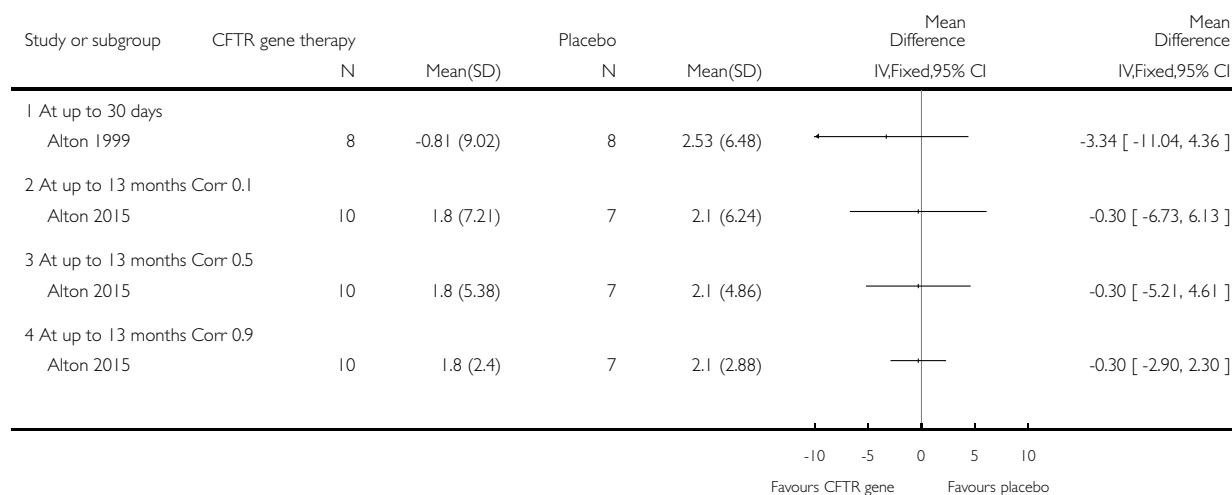 Study or subgroup CFTR gene therapy Placebo Mean Difference Mean Difference
N Mean(SD) N Mean(SD) IV,Fixed,95% CI IV,Fixed,95% CI
1 At up to 30 days
Alton 1999 8 -0.81 (9.02) 8 2.53 (6.48) -3.34 [ -11.04, 4.36 ]
2 At up to 13 months Corr 0.1
Alton 2015 10 1.8 (7.21) 7 2.1 (6.24) -0.30 [ -6.73, 6.13 ]
3 At up to 13 months Corr 0.5
Alton 2015 10 1.8 (5.38) 7 2.1 (4.86) -0.30 [ -5.21, 4.61 ]
4 At up to 13 months Corr 0.9
Alton 2015 10 1.8 (2.4) 7 2.1 (2.88) -0.30 [ -2.90, 2.30 ]
-10 -5 0 5 10
Favours CFTR gene Favours placebo